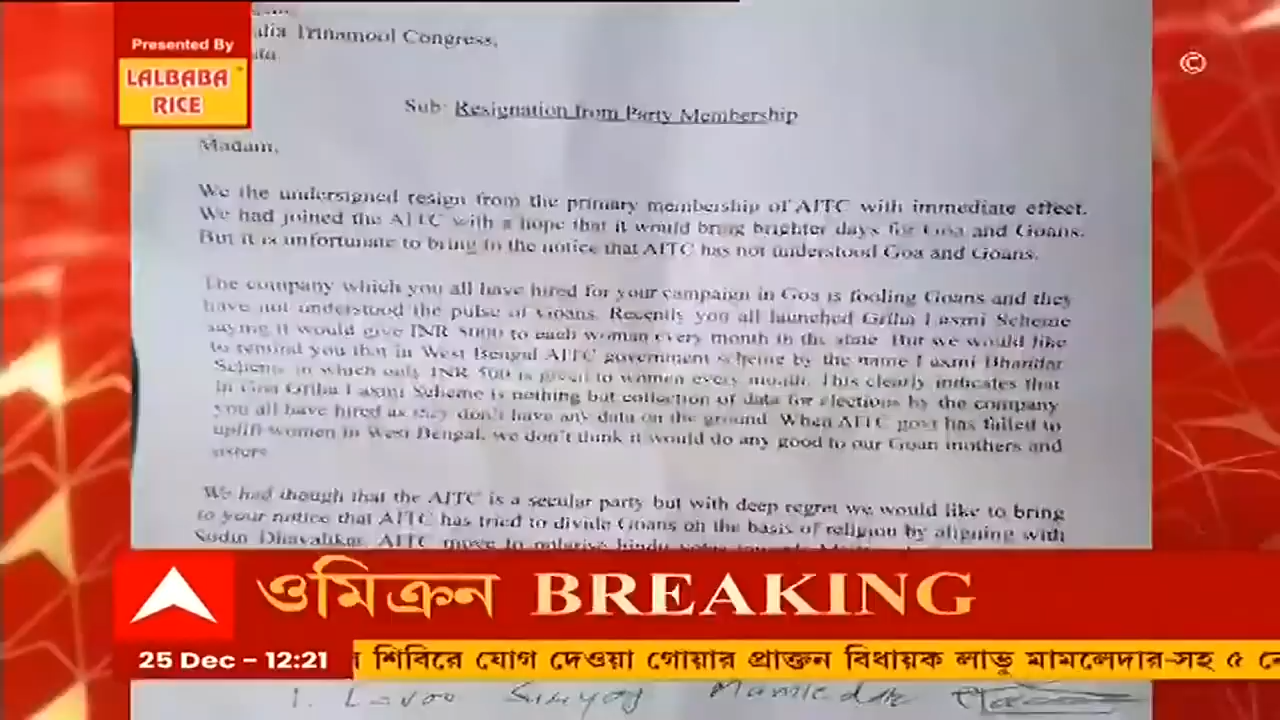 alia Trinamool Congress,
Presented By
LALBABA
RICE
©
Sub: Resignation from Party Membership
Madam,
We the undersigned resign from the primary membership of AITC with immediate effect.
We had joined the AITC with a hope that it would bring brighter days for Goa and Goans.
But it is unfortunate to bring to the notice that AITC has not understood Goa and Goans.
The company which you all have hired for your campaign in Goa is fooling Goans and they
have not understood the pulse of Goans. Recently you all launched Griha Laxmi Scheme
saying it would give INR 5000 to each woman every month in the state. But we would like
to remind you that in West Bengal AITC government scheme by the name Laxmi Bhandar
Scheme in which only INR 500 is given to women every month. This clearly indicates that
in Goa Griha Laxmi Scheme is nothing but collection of data for elections by the company
you all have hired as they don't have any data on the ground. When AITC govt has failed to
uplift women in West Bengal, we don't think it would do any good to our Goan mothers and
sisters
We had though that the AITC is a secular party but with deep regret we would like to bring
to your notice that AITC has tried to divide Goans on the basis of religion by aligning with
Sudin Dhavalikar. AITC move to polarise hindu
ওমিক্রন BREAKING
25 Dec - 12:21
শিবিরে যোগ দেওয়া গোয়ার প্রাক্তন বিধায়ক লাভু মামলেদার-সহ ৫ নে
1. Lavoo Mamledar